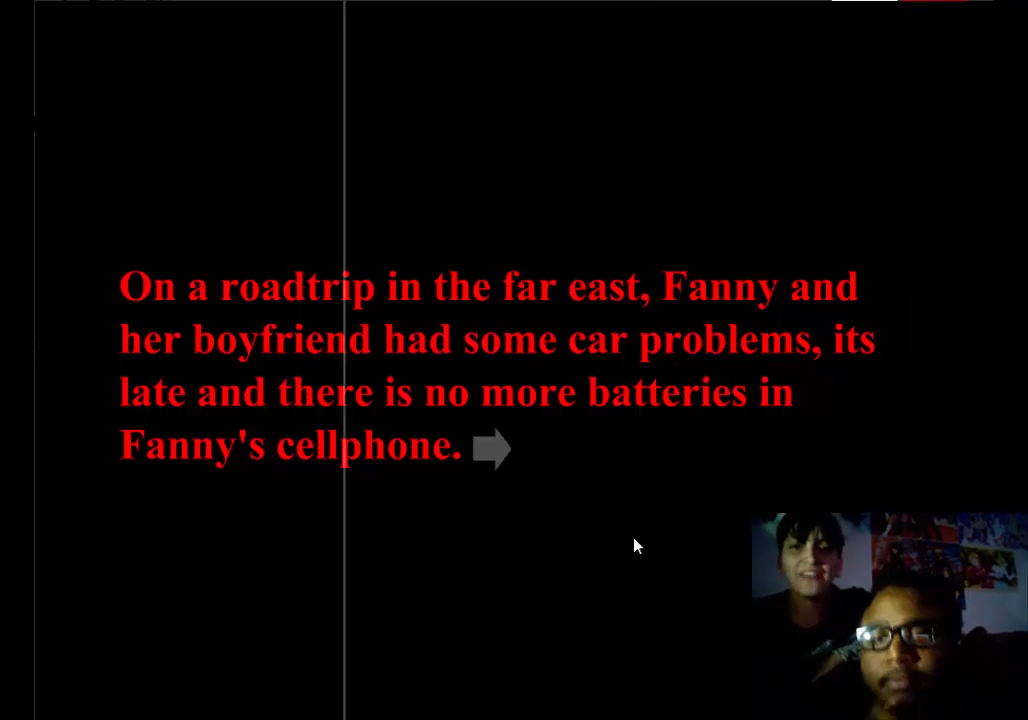 On a roadtrip in the far east, Fanny and
her boyfriend had some car problems, its
late and there is no more batteries in
Fanny's cellphone.